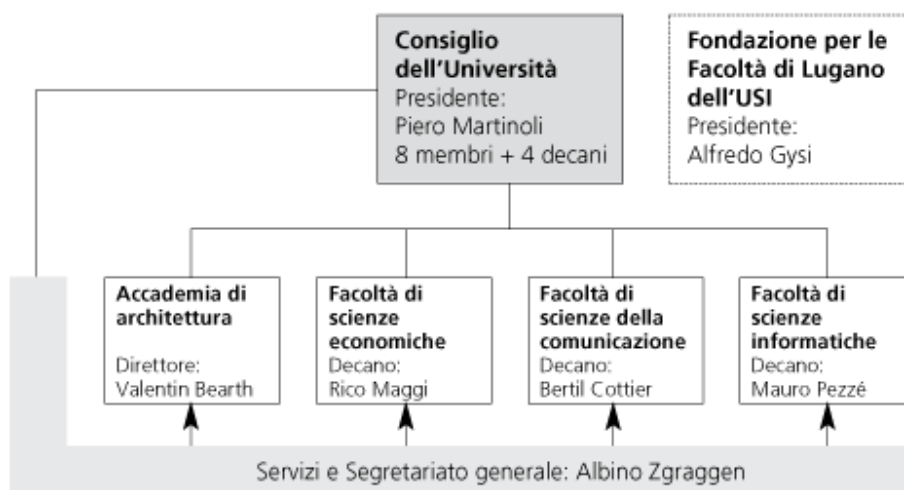 Consiglio
dell'Università
Presidente:
Piero Martinoli
8 membri + 4 decani
Fondazione per le
Facoltà di Lugano
dell'USI
Presidente:
Alfredo Gysi
Accademia di
architettura
Direttore:
Valentin Bearth
Facoltà di
scienze
economiche
Decano:
Rico Maggi
Facoltà di
scienze della
comunicazione
Decano:
Bertil Cottier
Facoltà di
scienze
informatiche
Decano:
Mauro Pezzé
Servizi e Segretariato generale: Albino Zgraggen